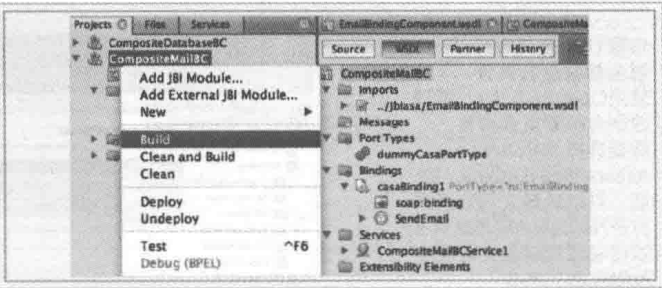 Projects Files Services
EmailBindingComponent.wsdl
CompositeDatabaseBC
CompositeMailBC
Add JBI Module...
Add External JBI Module...
New
Build
Clean and Build
Clean
Deploy
Undeploy
Test ^F6
Debug (BPEL)
Source WSDL Partner History
CompositeMailBC
Imports
../jbiasa/EmailBindingComponent.wsdl
Messages
Port Types
dummyCasaPortType
Bindings
casaBinding1
soap:binding
SendEmail
Services
CompositeMailBCService1
Extensibility Elements